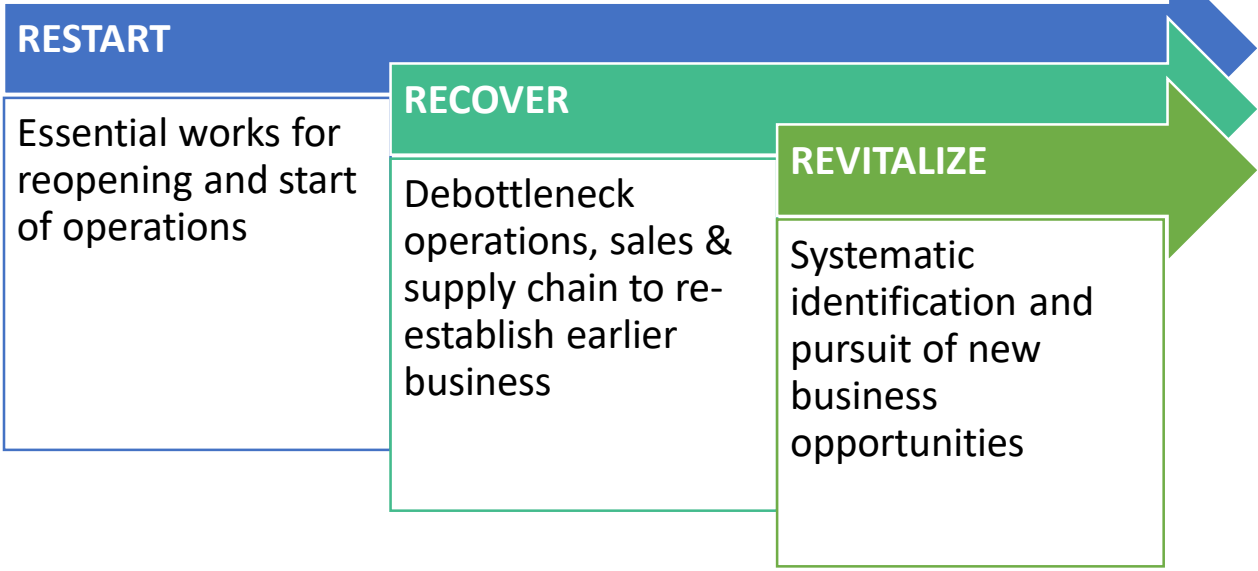 RESTART
Essential works for
reopening and start
of operations
RECOVER
Debottleneck
operations, sales &
supply chain to re-
establish earlier
business
REVITALIZE
Systematic
identification and
pursuit of new
business
opportunities